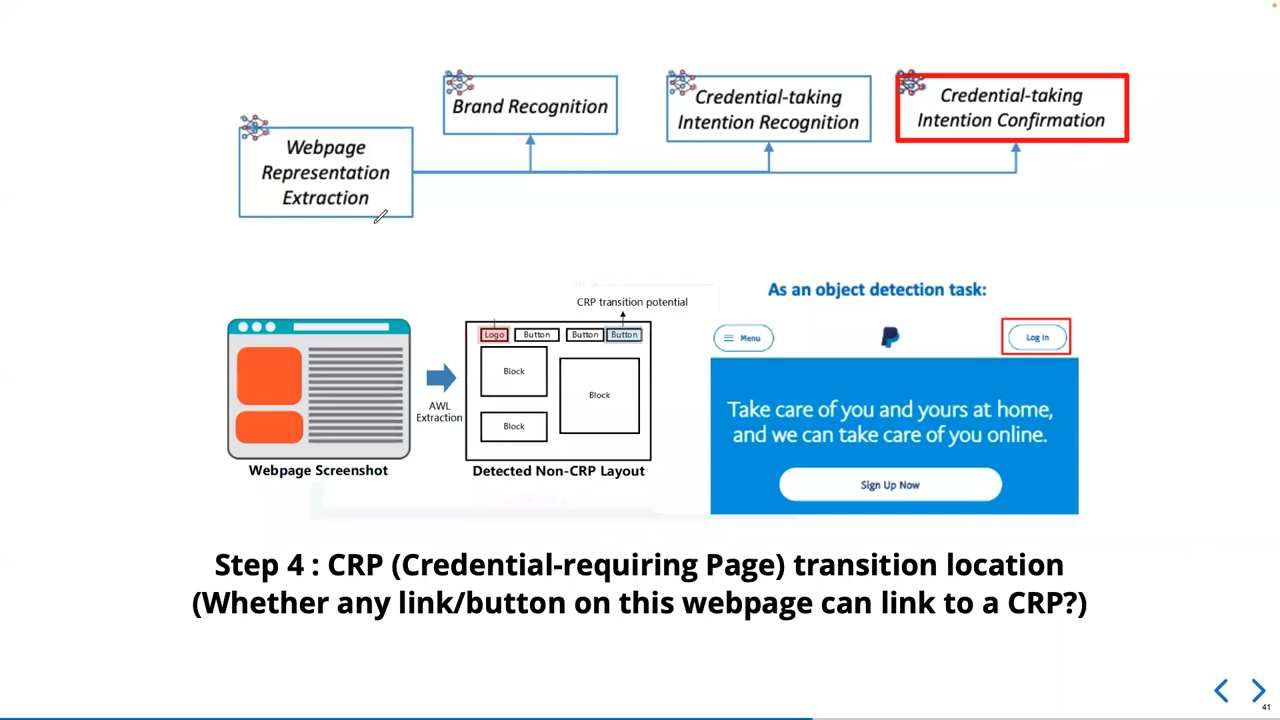 Brand Recognition
Credential-taking
Intention Recognition
Credential-taking
Intention Confirmation
Webpage
Representation
Extraction
As an object detection task:
CRP transition potential
Logo
Button
Button
Button
Block
Block
Block
AWL
Extraction
Webpage Screenshot
Detected Non-CRP Layout
Menu
Log In
Take care of you and yours at home,
and we can take care of you online.
Sign Up Now
Step 4 : CRP (Credential-requiring Page) transition location
(Whether any link/button on this webpage can link to a CRP?)
41